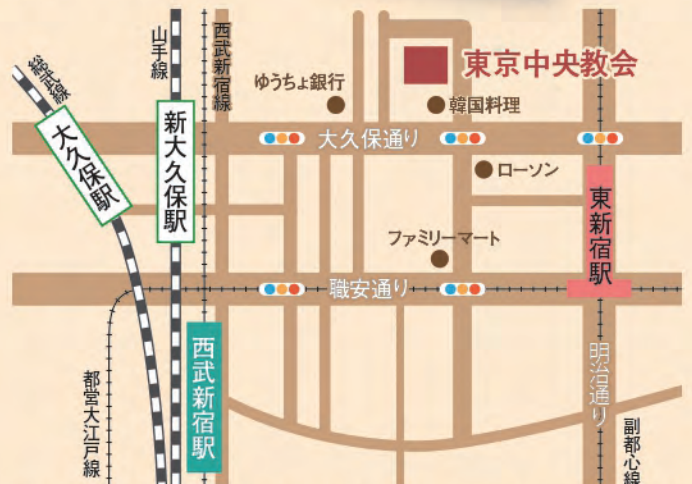 総武線
山手線
西武新宿線
東京中央教会
ゆうちょ銀行
韓国料理
大久保駅
新大久保駅
大久保通り
ローソン
東新宿駅
ファミリーマート
職安通り
西武新宿駅
明治通り
都営大江戸線
副都心線